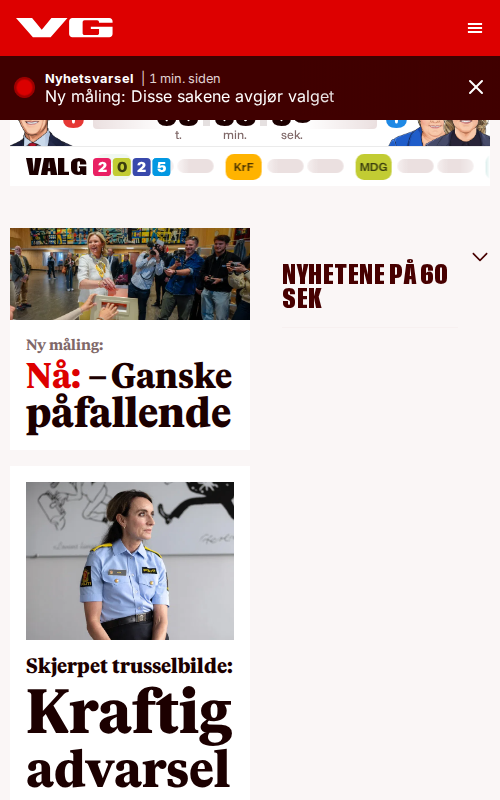 VG
Nyhetsvarsel | 1 min. siden
Ny måling: Disse sakene avgjør valget
t. min. sek.
VALG 2025 KrF MDG
Ny måling:
Nå: – Ganske
påfallende
NYHETENE PÅ 60
SEK
Skjerpet trusselbilde:
Kraftig
advarsel